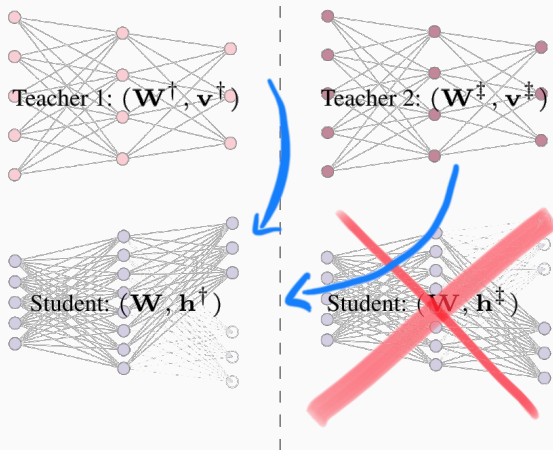 Teacher 1: (W†, v†)
Teacher 2: (W‡, v‡)
Student: (W, h†)
Student: (W, h‡)